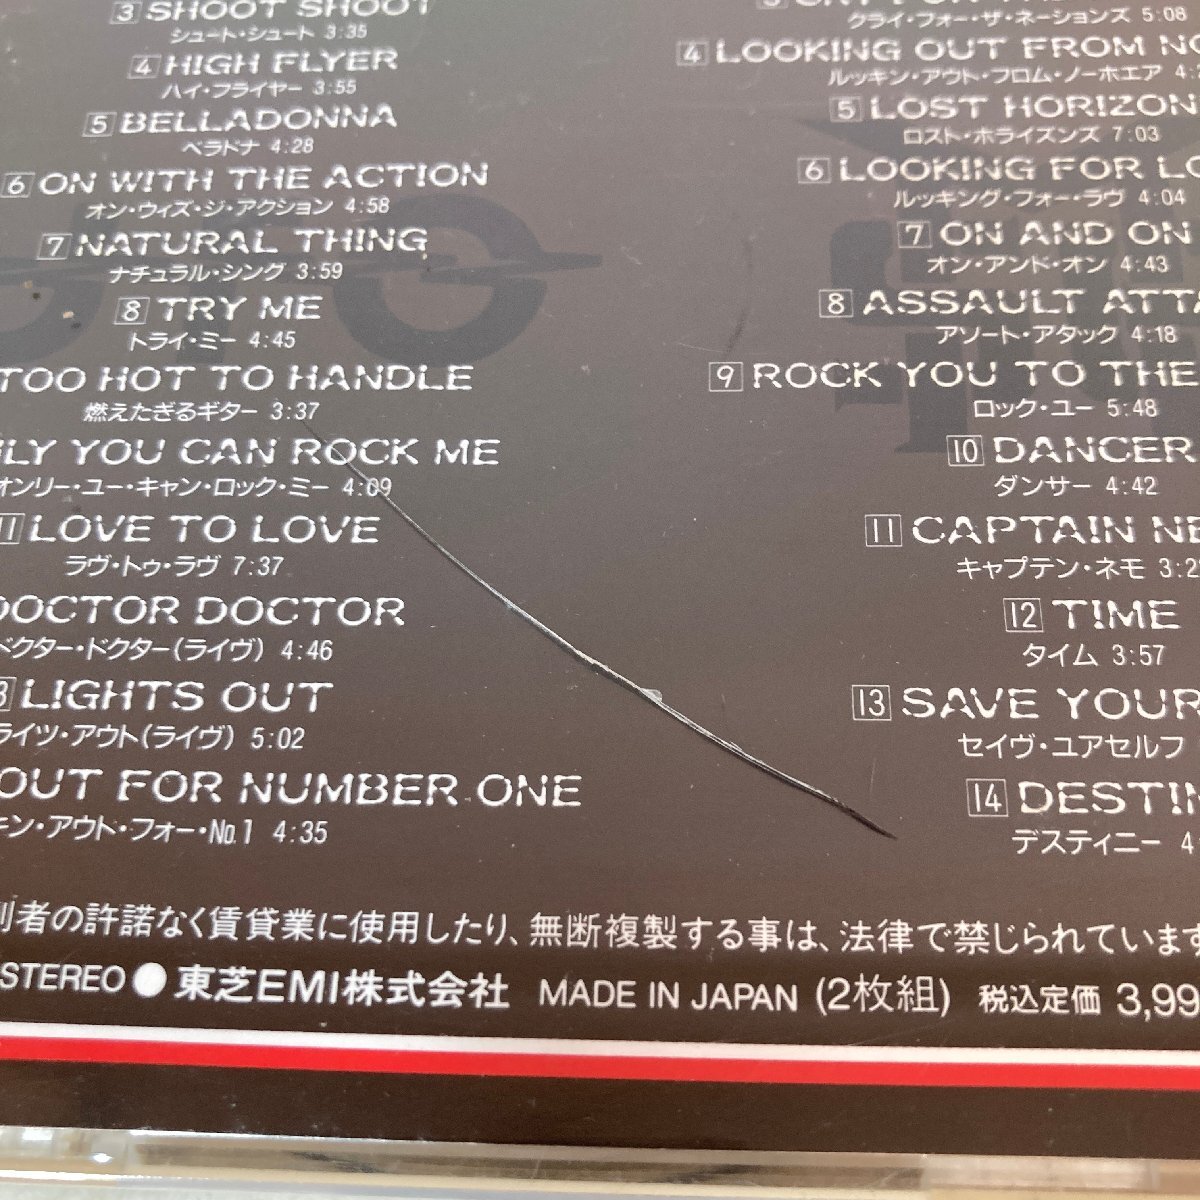 3 SHOOT SHOOT
シュート・シュート 3:35
4 HIGH FLYER
ハイ・フライヤー 3:55
5 BELLADONNA
ベラドナ 4:28
6 ON WITH THE ACTION
オン・ウィズ・ジ・アクション 4:58
7 NATURAL THING
ナチュラル・シング 3:59
8 TRY ME
トライ・ミー 4:45
TOO HOT TO HANDLE
燃えたぎるギター 3:37
YOU CAN ROCK ME
オンリー・ユー・キャン・ロック・ミー 4:09
11 LOVE TO LOVE
ラヴ・トゥ・ラヴ 7:37
DOCTOR DOCTOR
ドクター・ドクター(ライヴ) 4:46
LIGHTS OUT
ライツ・アウト(ライヴ) 5:02
OUT FOR NUMBER ONE
キン・アウト・フォー・No.1 4:35
クライ・フォー・ザ・ネーションズ 5:08
4 LOOKING OUT FROM NO
ルッキン・アウト・フロム・ノーホエア 4:
5 LOST HORIZON
ロスト・ホライズンズ 7:03
6 LOOKING FOR LO
ルッキング・フォー・ラヴ 4:04
7 ON AND ON
オン・アンド・オン 4:43
8 ASSAULT ATTA
アソート・アタック 4:18
9 ROCK YOU TO THE
ロック・ユー 5:48
10 DANCER
ダンサー 4:42
11 CAPTAIN NE
キャプテン・ネモ 3:2
12 TIME
タイム 3:57
13 SAVE YOUR
セイヴ・ユアセルフ
14 DESTIN
デスティニー 4
者の許諾なく賃貸業に使用したり、無断複製する事は、法律で禁じられています
STEREO ● 東芝EMI株式会社 MADE IN JAPAN (2枚組) 税込定価 3,99